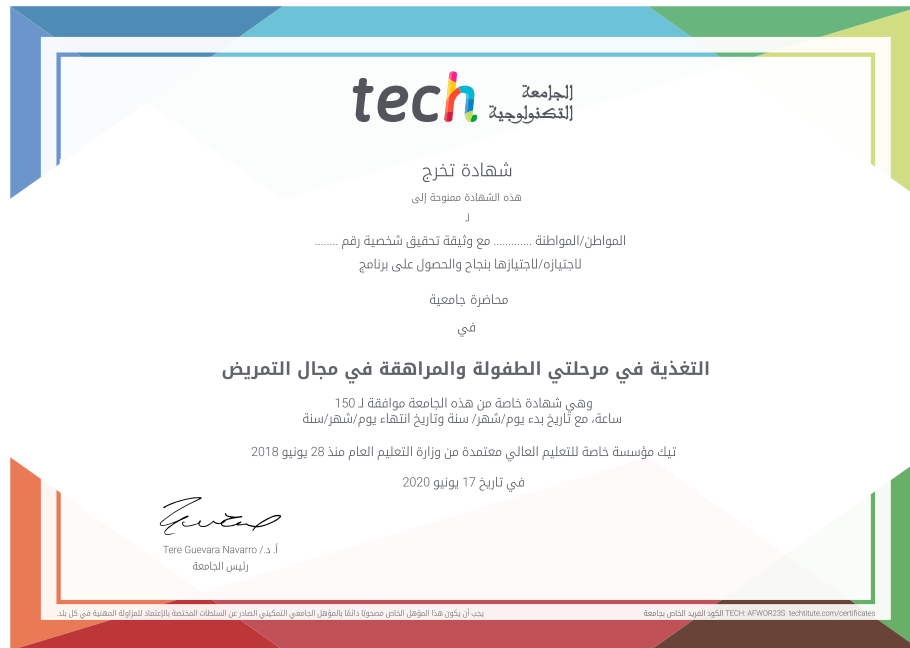 tech
الجامعة
التكنولوجية
شهادة تخرج
هذه الشهادة ممنوحة إلى
لـ
المواطن/المواطنة ............. مع وثيقة تحقيق شخصية رقم ........
لاجتيازه/لاجتيازها بنجاح والحصول على برنامج
محاضرة جامعية
في
التغذية في مرحلتي الطفولة والمراهقة في مجال التمريض
وهي شهادة خاصة من هذه الجامعة موافقة لـ 150
ساعة، مع تاريخ بدء يوم/شهر/ سنة وتاريخ انتهاء يوم/شهر/سنة
تيك مؤسسة خاصة للتعليم العالي معتمدة من وزارة التعليم العام منذ 28 يونيو 2018
في تاريخ 17 يونيو 2020
أ. د./ Tere Guevara Navarro
رئيس الجامعة
يجب أن يكون هذا المؤهل الخاص مصحوبًا دائمًا بالمؤهل الجامعي التمكيني الصادر عن السلطات المختصة بالإعتماد للمزاولة المهنية في كل بلد.
الكود الفريد الخاص بجامعة TECH: AFWOR23S techtitute.com/certificates